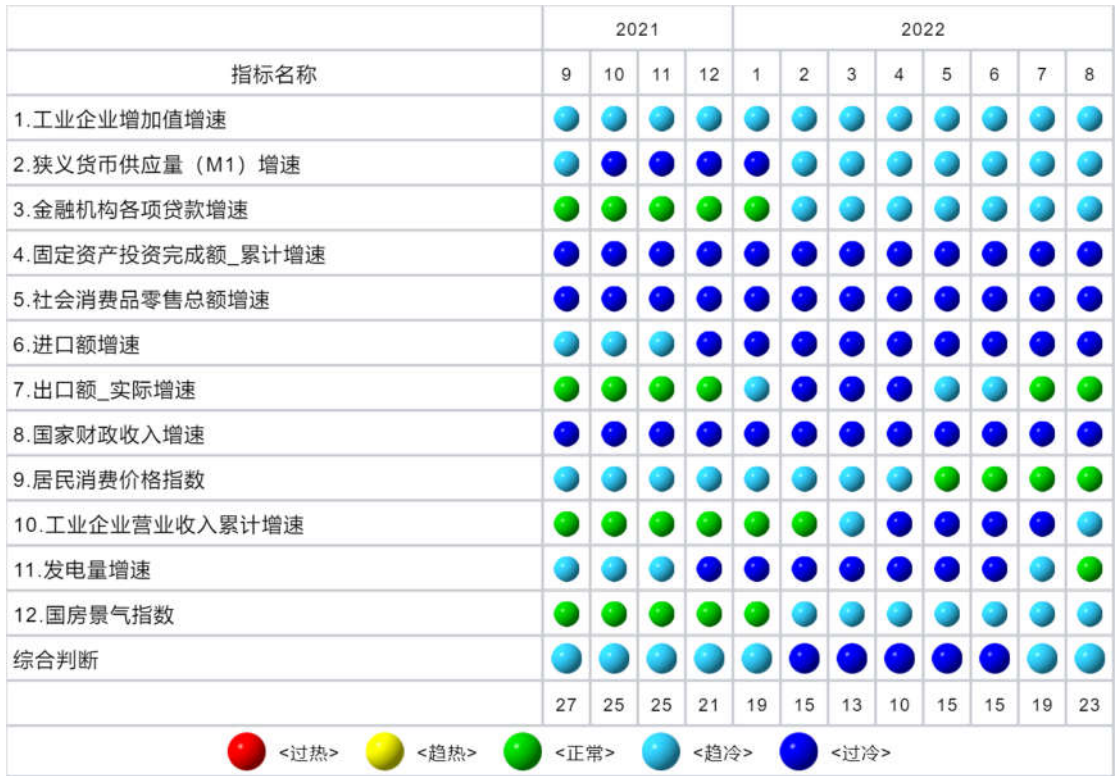 2021 2022
指标名称 9 10 11 12 1 2 3 4 5 6 7 8
1.工业企业增加值增速
2.狭义货币供应量（M1）增速
3.金融机构各项贷款增速
4.固定资产投资完成额_累计增速
5.社会消费品零售总额增速
6.进口额增速
7.出口额_实际增速
8.国家财政收入增速
9.居民消费价格指数
10.工业企业营业收入累计增速
11.发电量增速
12.国房景气指数
综合判断
27 25 25 21 19 15 13 10 15 15 19 23
<过热> <趋热> <正常> <趋冷> <过冷>